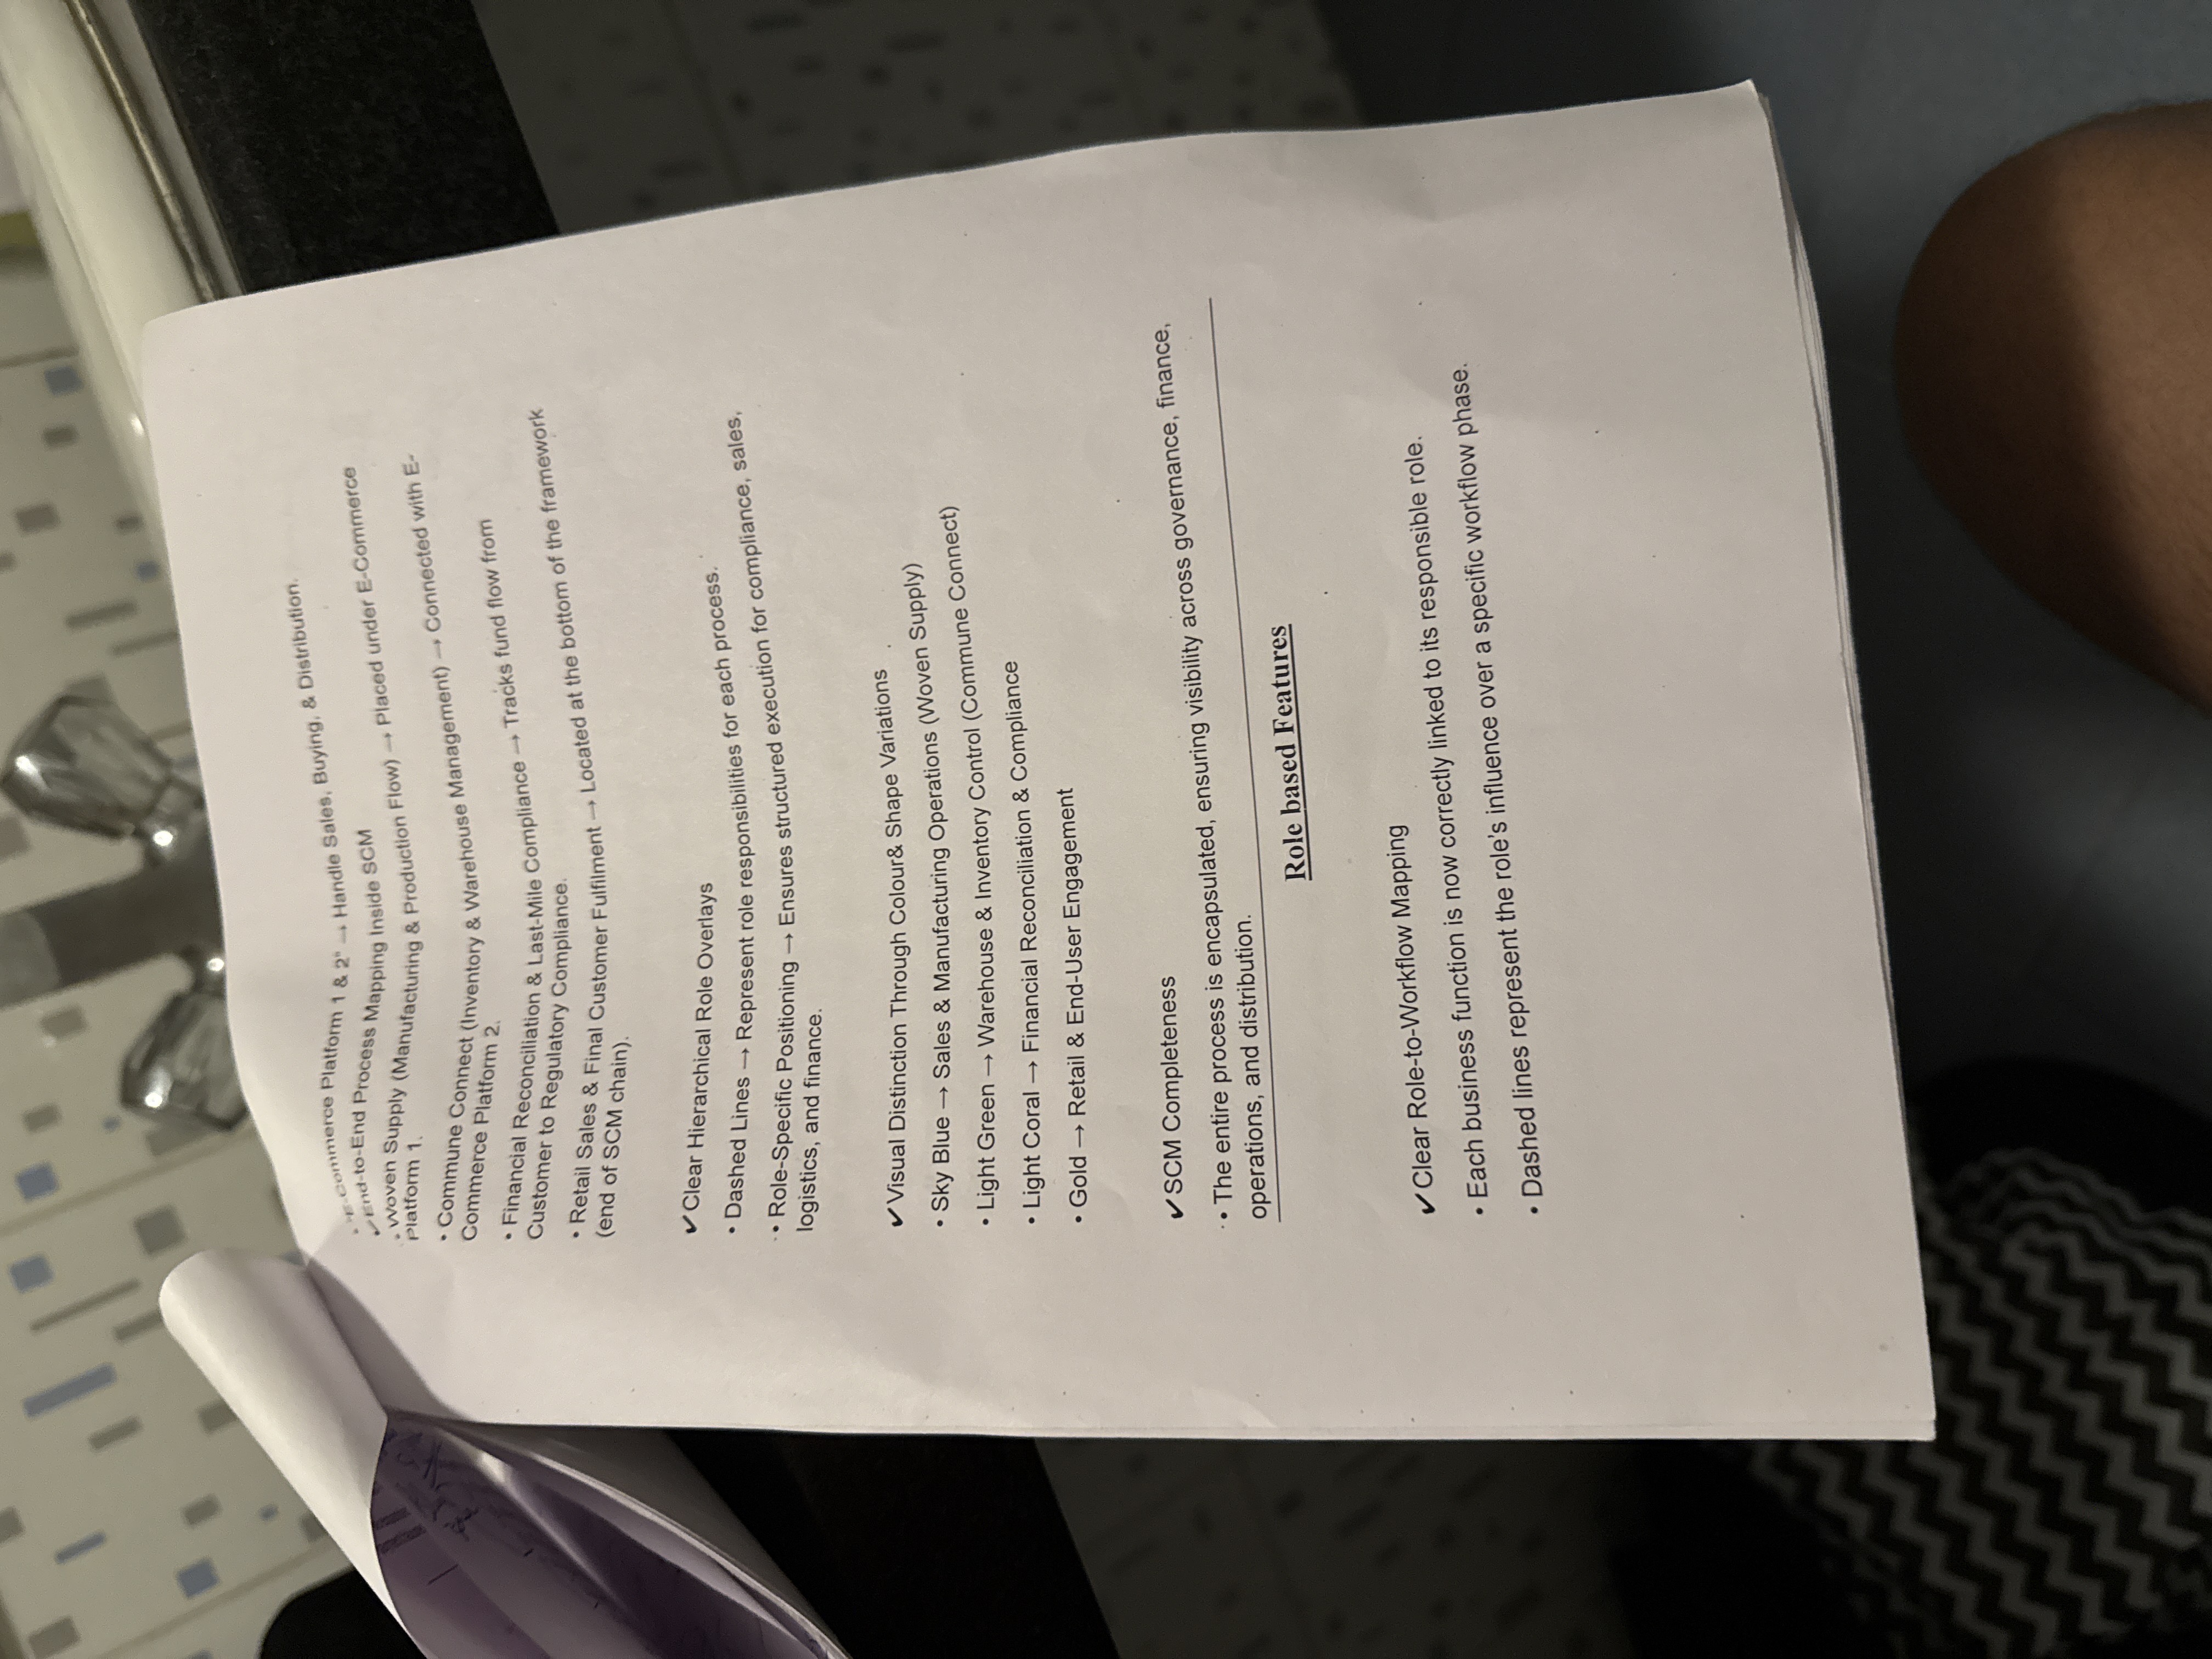 • "E-Commerce Platform 1 & 2" → Handle Sales, Buying, & Distribution.
✔End-to-End Process Mapping Inside SCM
• Woven Supply (Manufacturing & Production Flow) → Placed under E-Commerce
Platform 1.
• Commune Connect (Inventory & Warehouse Management) → Connected with E-
Commerce Platform 2.
• Financial Reconciliation & Last-Mile Compliance → Tracks fund flow from
Customer to Regulatory Compliance.
• Retail Sales & Final Customer Fulfilment → Located at the bottom of the framework
(end of SCM chain).
✔Clear Hierarchical Role Overlays
• Dashed Lines → Represent role responsibilities for each process.
• Role-Specific Positioning → Ensures structured execution for compliance, sales,
logistics, and finance.
✔Visual Distinction Through Colour& Shape Variations
• Sky Blue → Sales & Manufacturing Operations (Woven Supply)
• Light Green → Warehouse & Inventory Control (Commune Connect)
• Light Coral → Financial Reconciliation & Compliance
• Gold → Retail & End-User Engagement
✔SCM Completeness
• The entire process is encapsulated, ensuring visibility across governance, finance,
operations, and distribution.
Role based Features
✔Clear Role-to-Workflow Mapping
• Each business function is now correctly linked to its responsible role.
• Dashed lines represent the role's influence over a specific workflow phase.